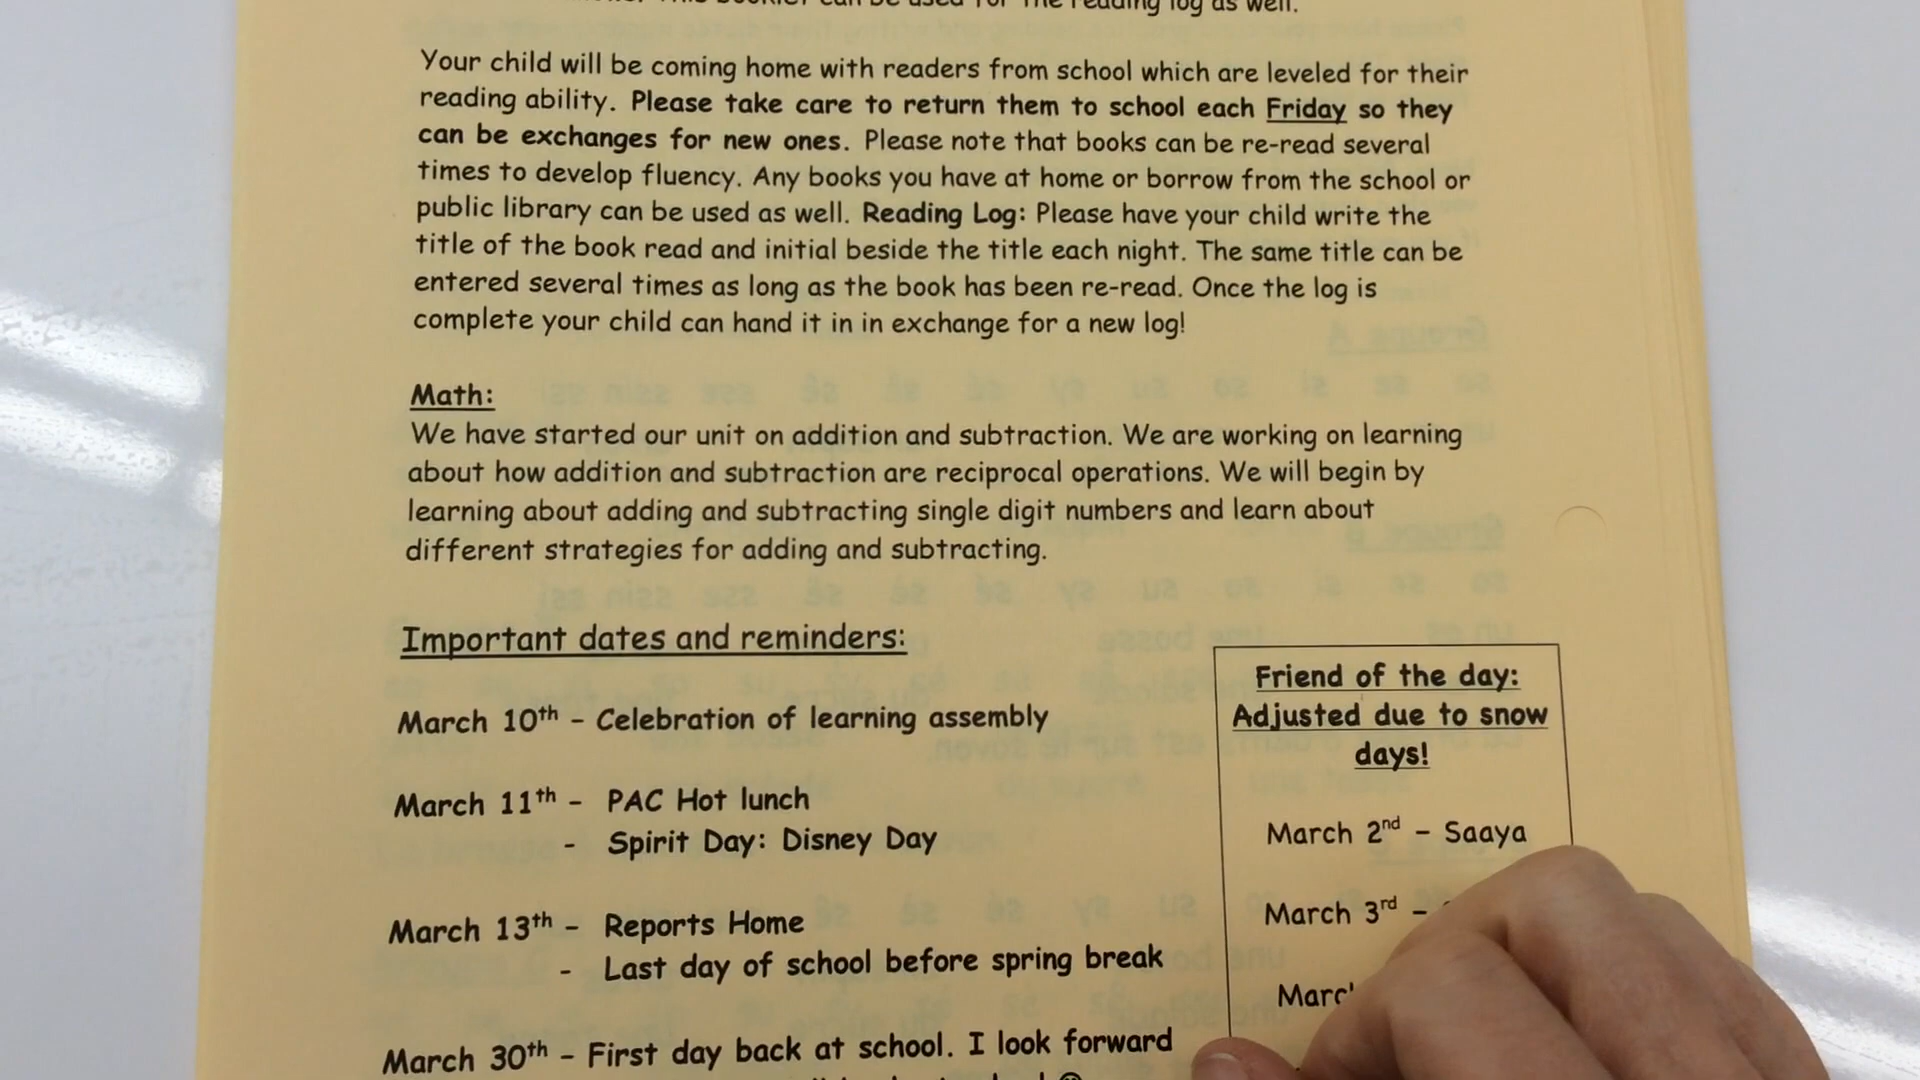 This booklet can be used for the reading log as well.
Your child will be coming home with readers from school which are leveled for their
reading ability. Please take care to return them to school each Friday so they
can be exchanges for new ones. Please note that books can be re-read several
times to develop fluency. Any books you have at home or borrow from the school or
public library can be used as well. Reading Log: Please have your child write the
title of the book read and initial beside the title each night. The same title can be
entered several times as long as the book has been re-read. Once the log is
complete your child can hand it in in exchange for a new log!
Math:
We have started our unit on addition and subtraction. We are working on learning
about how addition and subtraction are reciprocal operations. We will begin by
learning about adding and subtracting single digit numbers and learn about
different strategies for adding and subtracting.
Important dates and reminders:
March 10th - Celebration of learning assembly
March 11th - PAC Hot lunch
- Spirit Day: Disney Day
March 13th - Reports Home
- Last day of school before spring break
March 30th - First day back at school. I look forward
Friend of the day:
Adjusted due to snow
days!
March 2nd - Saaya
March 3rd -